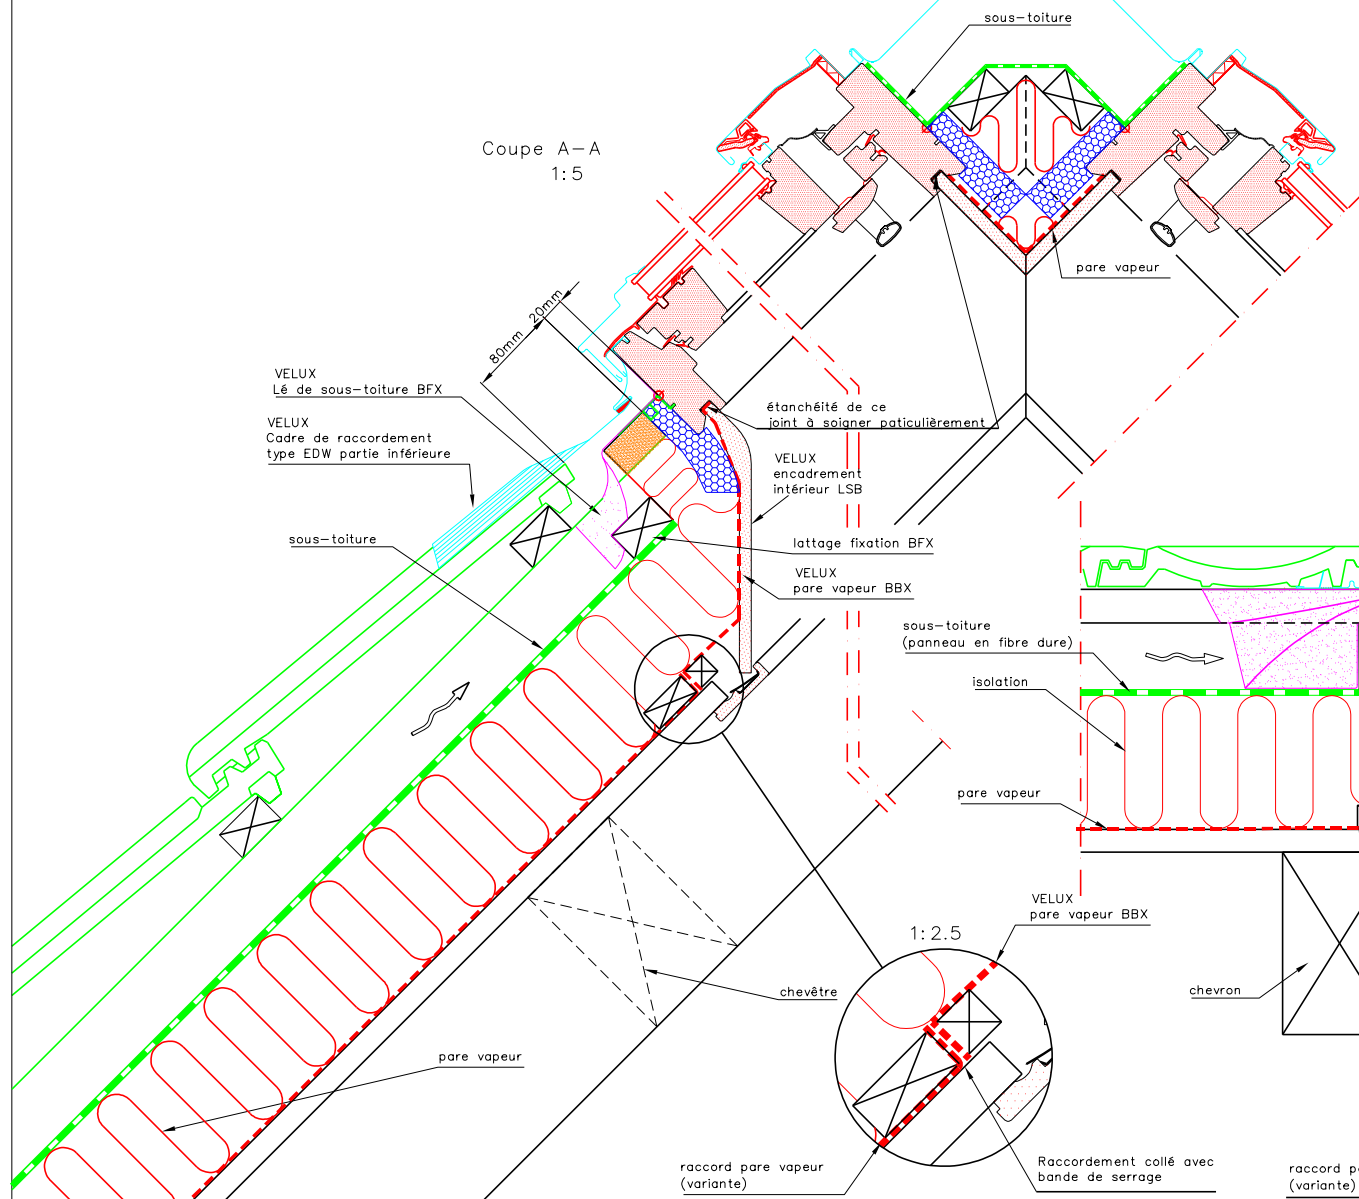 sous-toiture
Coupe A-A
1:5
pare vapeur
20mm
80mm
VELUX
Lé de sous-toiture BFX
VELUX
Cadre de raccordement
type EDW partie inférieure
étanchéité de ce
joint à soigner paticulièrement
VELUX
encadrement
intérieur LSB
sous-toiture
lattage fixation BFX
VELUX
pare vapeur BBX
sous-toiture
(panneau en fibre dure)
isolation
pare vapeur
VELUX
pare vapeur BBX
1:2.5
chevêtre
chevron
pare vapeur
raccord pare vapeur
(variante)
Raccordement collé avec
bande de serrage
raccord
(variante)